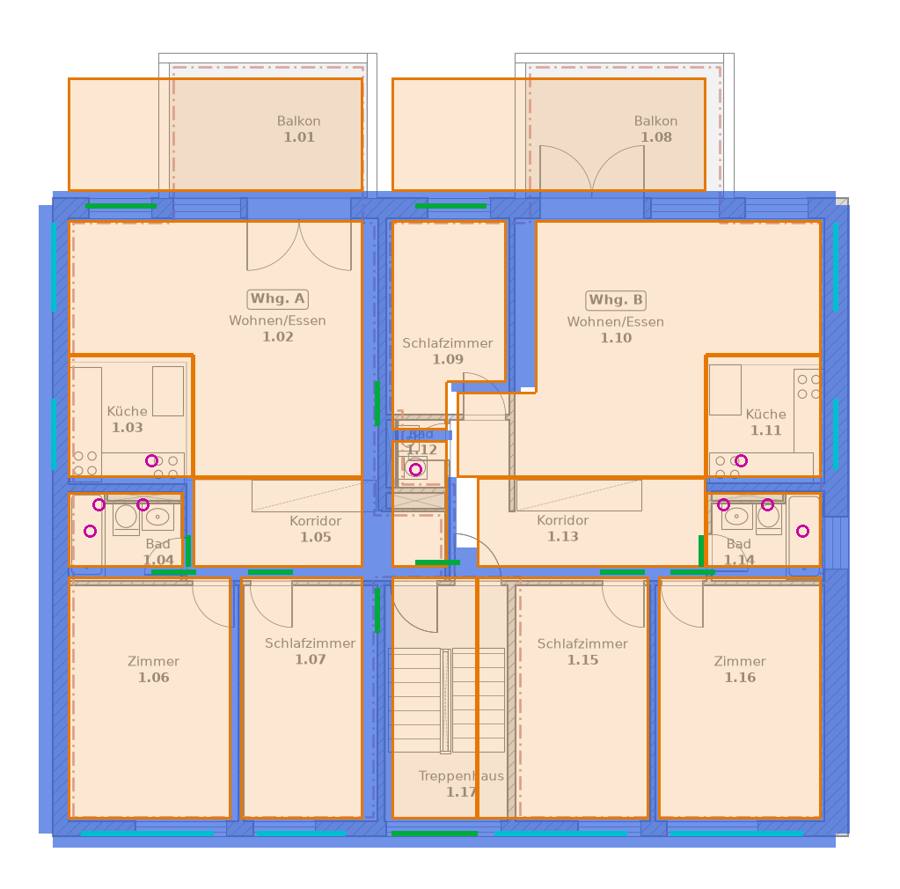 Balkon
1.01
Balkon
1.08
Whg. A
Wohnen/Essen
1.02
Whg. B
Wohnen/Essen
1.10
Schlafzimmer
1.09
Küche
1.03
Küche
1.11
Bad
1.12
Korridor
1.05
Korridor
1.13
Bad
1.04
Bad
1.14
Schlafzimmer
1.07
Schlafzimmer
1.15
Zimmer
1.06
Zimmer
1.16
Treppenhaus
1.17